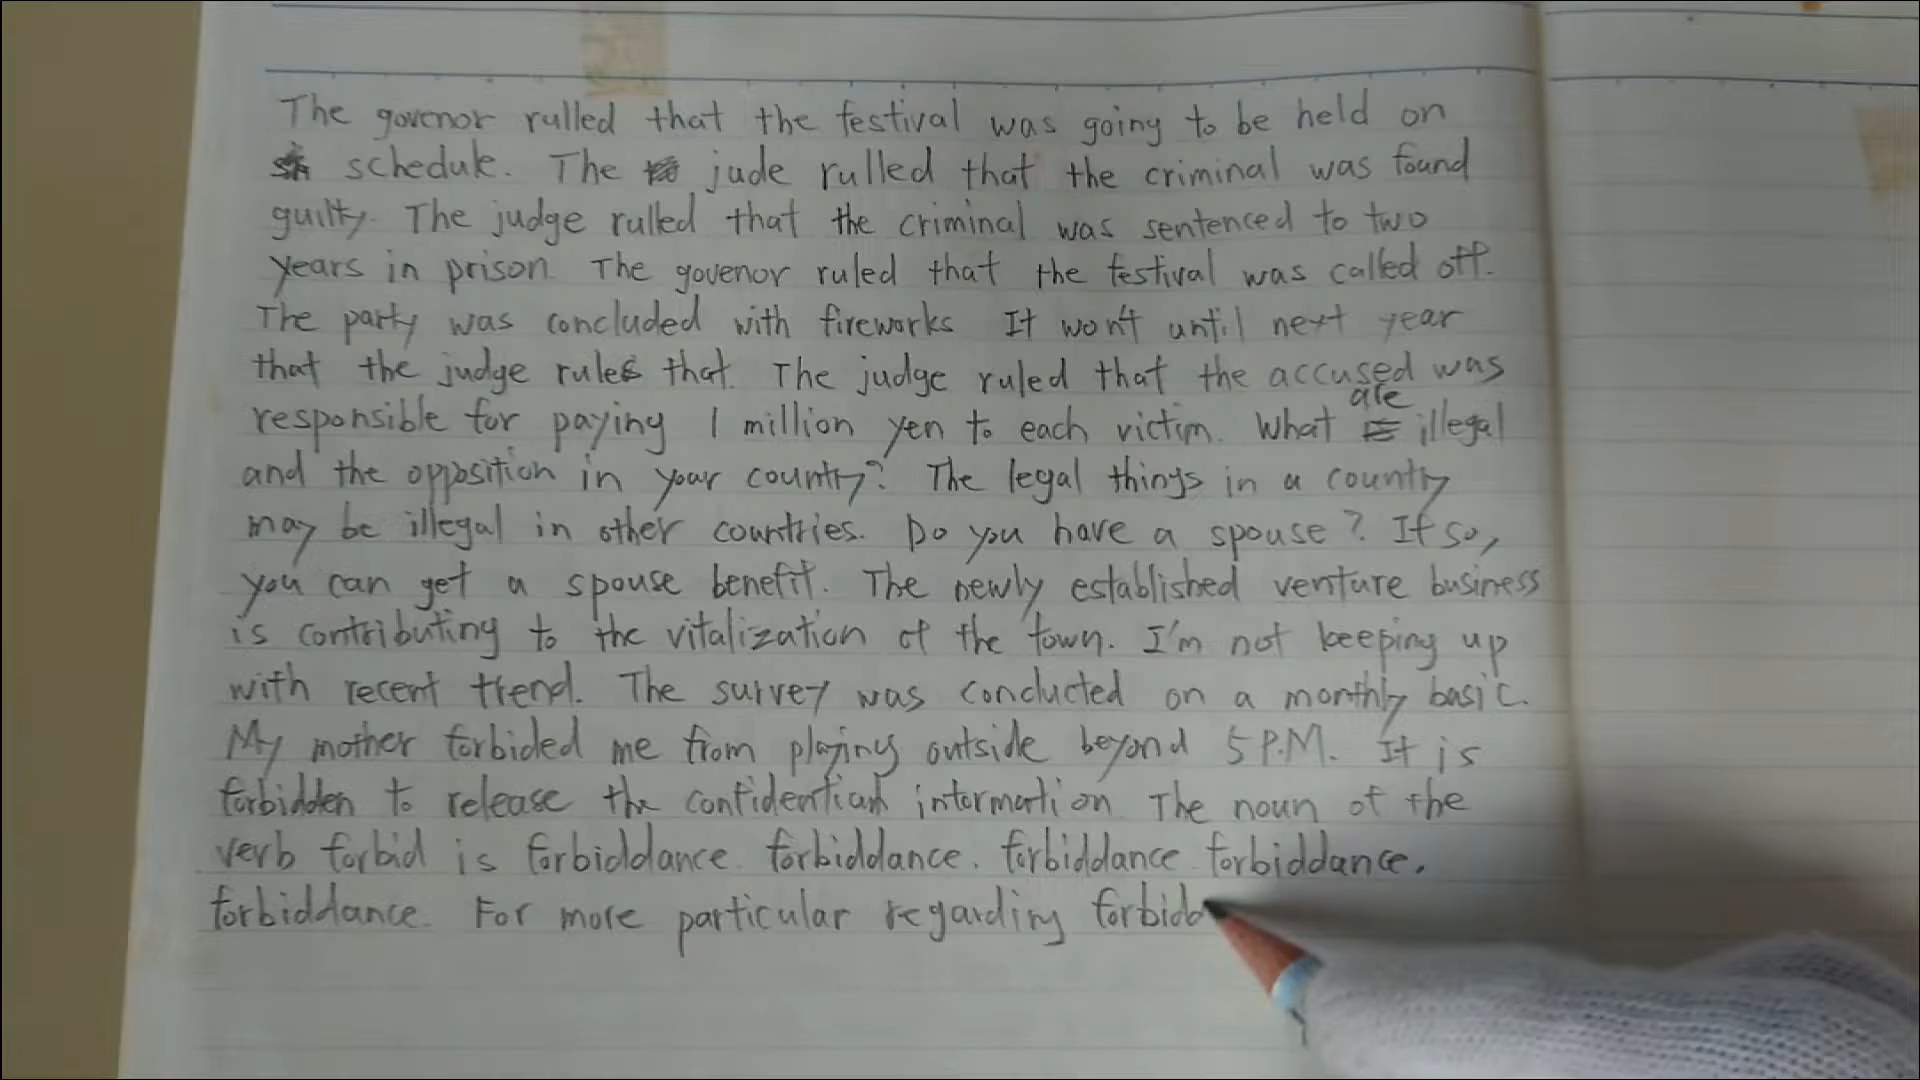 The govenor rulled that the festival was going to be held on
schedule. The jude rulled that the criminal was found
guilty. The judge rulled that the criminal was sentenced to two
years in prison. The govenor ruled that the festival was called off.
The party was concluded with fireworks It won't until next year
that the judge rules that. The judge ruled that the accused was
responsible for paying 1 million yen to each victim. What are illegal
and the opposition in your country? The legal things in a country
may be illegal in other countries. Do you have a spouse? If so,
you can get a spouse benefit. The newly established venture business
is contributing to the vitalization of the town. I'm not keeping up
with recent trend. The survey was conducted on a monthly basic.
My mother forbided me from playing outside beyond 5 P.M. It is
forbidden to release the confidential information The noun of the
verb forbid is forbiddance. forbiddance. forbiddance. forbiddance.
forbiddance. For more particular regarding forbidd